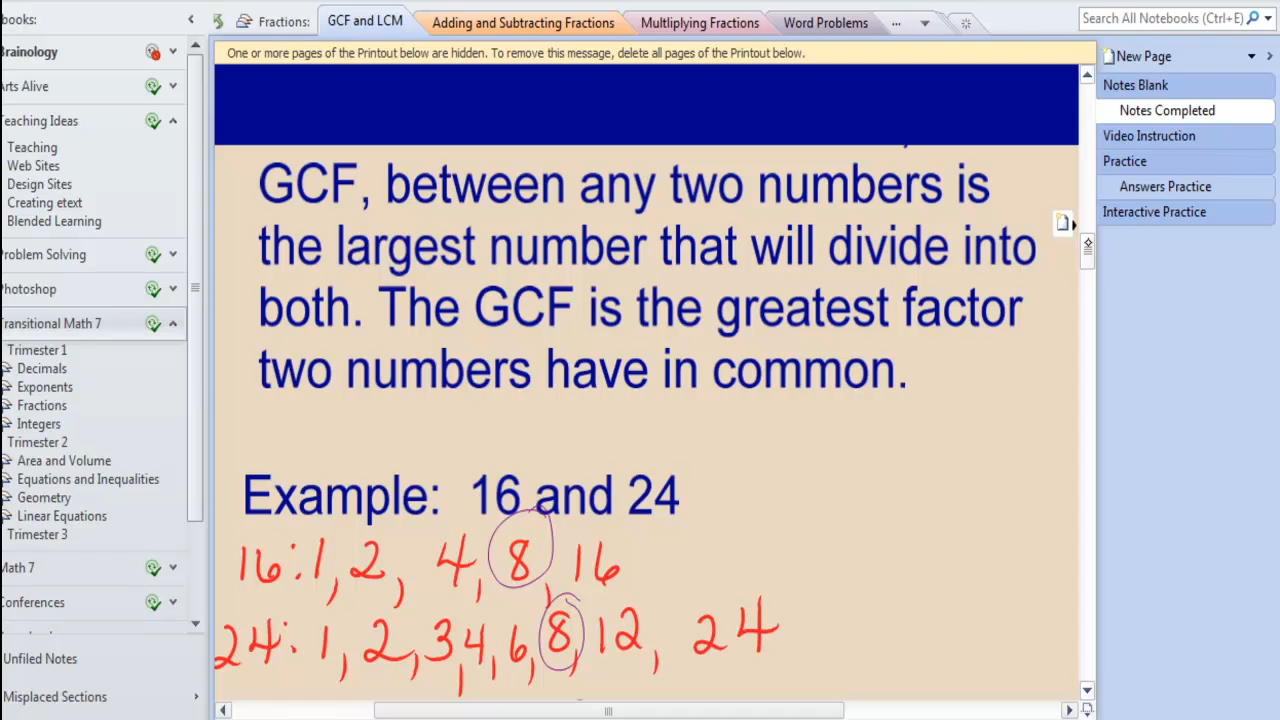 books:
Fractions:
GCF and LCM
Adding and Subtracting Fractions
Mutliplying Fractions
Word Problems
...
Search All Notebooks (Ctrl+E)
One or more pages of the Printout below are hidden. To remove this message, delete all pages of the Printout below.
Brainology
Arts Alive
Teaching Ideas
Teaching
Web Sites
Design Sites
Creating etext
Blended Learning
Problem Solving
Photoshop
Transitional Math 7
Trimester 1
Decimals
Exponents
Fractions
Integers
Trimester 2
Area and Volume
Equations and Inequalities
Geometry
Linear Equations
Trimester 3
Math 7
Conferences
Unfiled Notes
Misplaced Sections
GCF, between any two numbers is
the largest number that will divide into
both. The GCF is the greatest factor
two numbers have in common.
Example: 16 and 24
16: 1, 2, 4, 8, 16
24: 1, 2, 3, 4, 6, 8, 12, 24
New Page
Notes Blank
Notes Completed
Video Instruction
Practice
Answers Practice
Interactive Practice